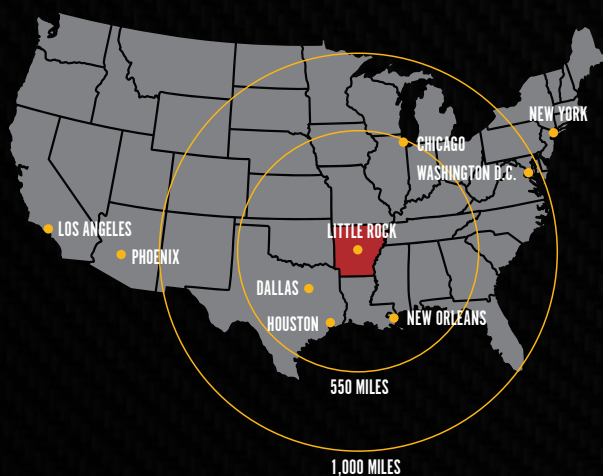 NEW YORK
CHICAGO
WASHINGTON D.C.
LOS ANGELES
LITTLE ROCK
PHOENIX
DALLAS
HOUSTON
NEW ORLEANS
550 MILES
1,000 MILES